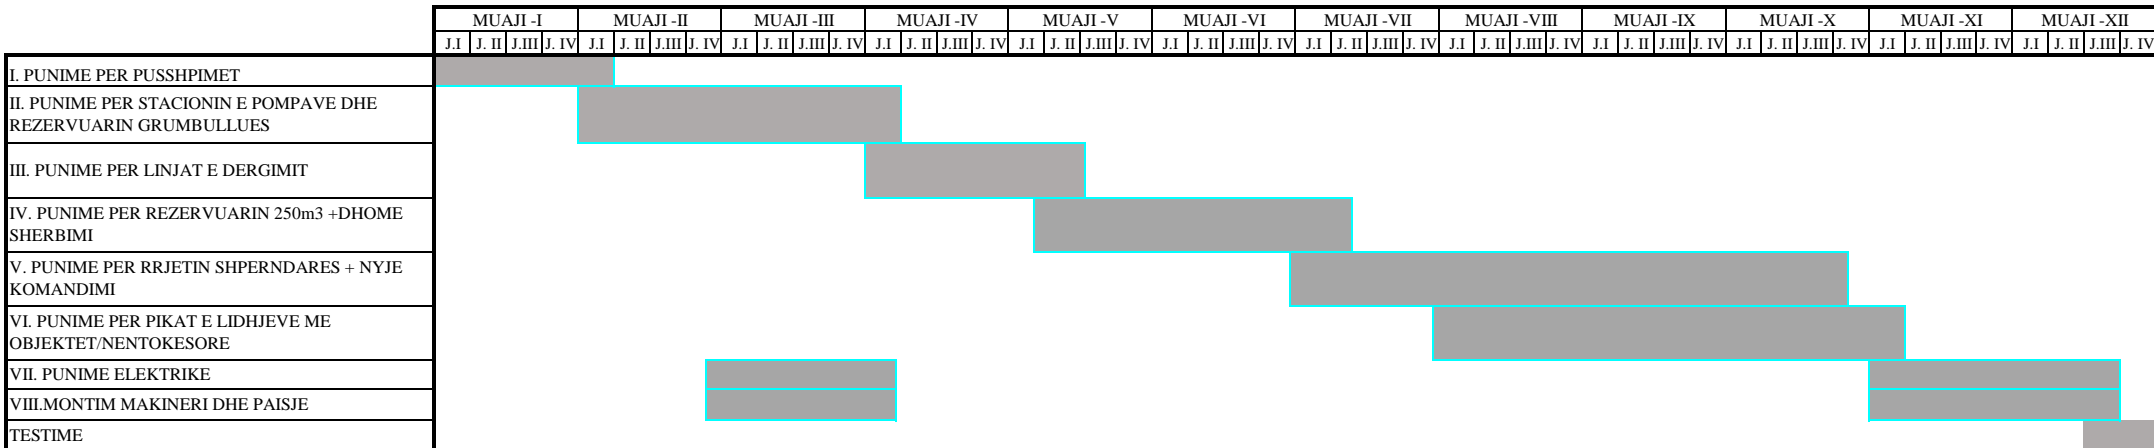 MUAJI -I MUAJI -II MUAJI -III MUAJI -IV MUAJI -V MUAJI -VI MUAJI -VII MUAJI -VIII MUAJI -IX MUAJI -X MUAJI -XI MUAJI -XII
J.I J. II J.III J. IV J.I J. II J.III J. IV J.I J. II J.III J. IV J.I J. II J.III J. IV J.I J. II J.III J. IV J.I J. II J.III J. IV J.I J. II J.III J. IV J.I J. II J.III J. IV J.I J. II J.III J. IV J.I J. II J.III J. IV J.I J. II J.III J. IV J.I J. II J.III J. IV
I. PUNIME PER PUSSHPIMET
II. PUNIME PER STACIONIN E POMPAVE DHE
REZERVUARIN GRUMBULLUES
III. PUNIME PER LINJAT E DERGIMIT
IV. PUNIME PER REZERVUARIN 250m3 +DHOME
SHERBIMI
V. PUNIME PER RRJETIN SHPERNDARES + NYJE
KOMANDIMI
VI. PUNIME PER PIKAT E LIDHJEVE ME
OBJEKTET/NENTOKESORE
VII. PUNIME ELEKTRIKE
VIII.MONTIM MAKINERI DHE PAISJE
TESTIME